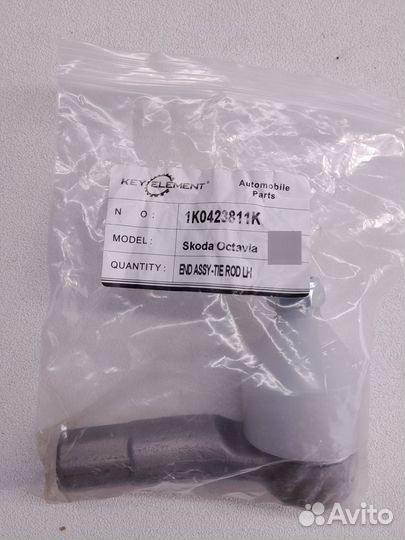 KEY ELEMENT®
Automobile Parts
N O : 1K0423811K
MODEL: Skoda Octavia
QUANTITY: END ASSY-TIE ROD LH
Avito